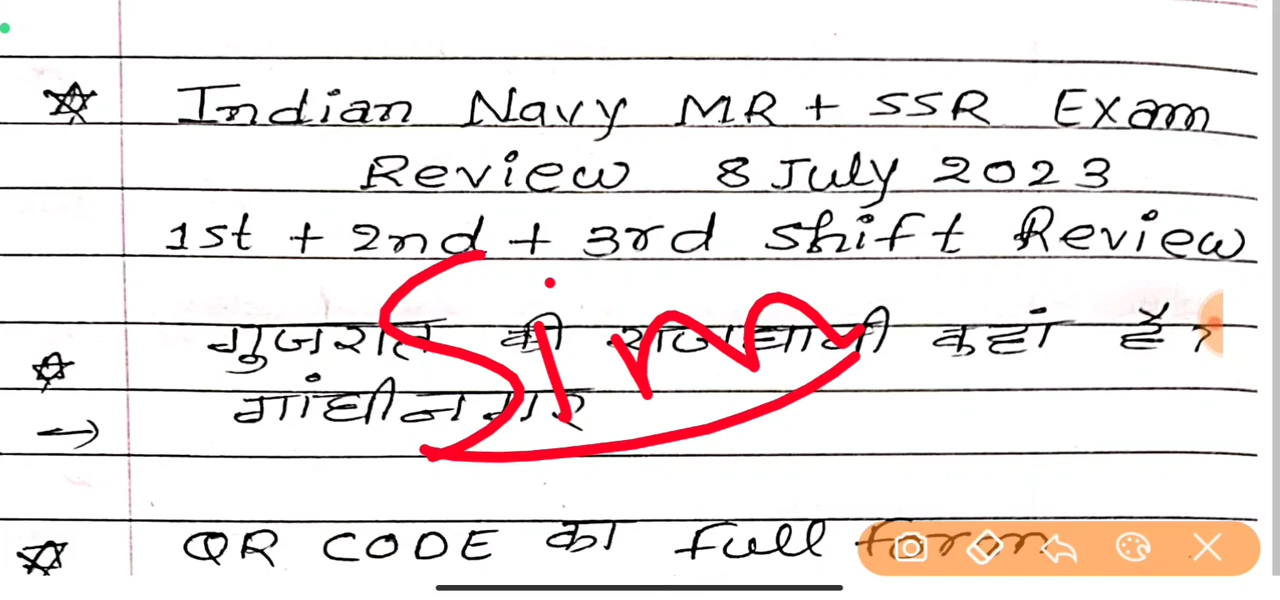 Indian Navy MR + SSR Exam
Review 8 July 2023
1st + 2nd + 3rd Shift Review
गुजरात की राजधानी कहां है ?
→ गांधीनगर
QR CODE का Full form
Sim